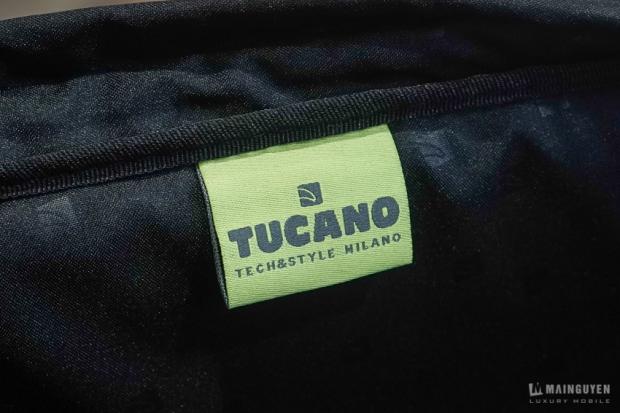 TUCANO
TECH&STYLE MILANO
MAINGUYEN
LUXURY MOBILE